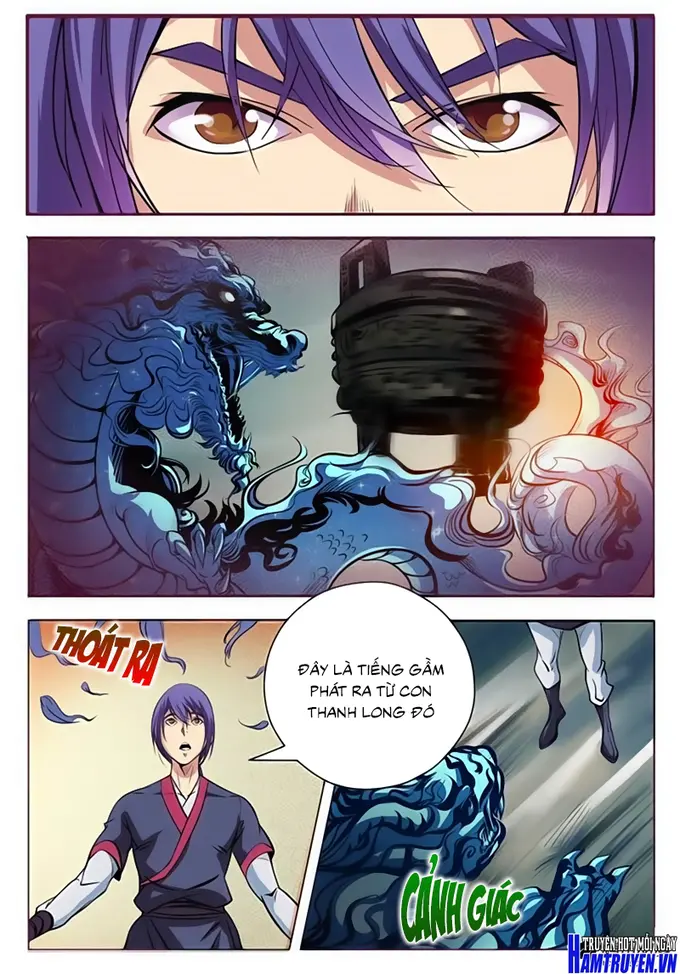 THOÁT RA
ĐÂY LÀ TIẾNG GẦM
PHÁT RA TỪ CON
THANH LONG ĐÓ
CẢNH GIÁC
TRUYỆN HOT MỖI NGÀY
HAMTRUYEN.VN